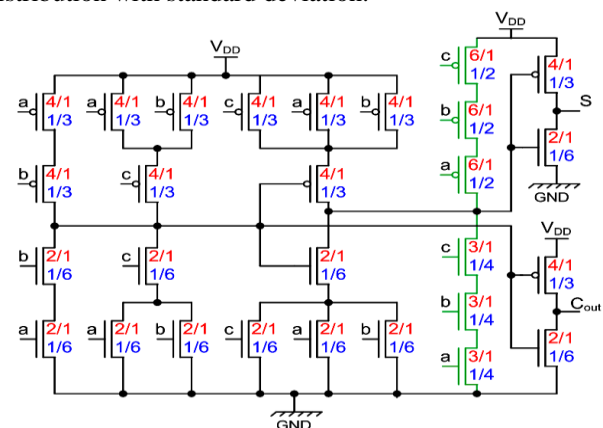 istribution with standard deviation.
V_DD V_DD
c 6/1 4/1
1/2 1/3
a 4/1 a 4/1 b 4/1 c 4/1 a 4/1 b 4/1
1/3 1/3 1/3 1/3 1/3 1/3
b 6/1 S
1/2 2/1
1/6
b 4/1 c 4/1 4/1 a 6/1
1/3 1/3 1/3 1/2
GND
V_DD
b 2/1 c 2/1 2/1 c 3/1 4/1
1/6 1/6 1/6 1/4 1/3
b 3/1 C_out
1/4
a 2/1 a 2/1 b 2/1 c 2/1 a 2/1 b 2/1 2/1
1/6 1/6 1/6 1/6 1/6 1/6 1/6
a 3/1
1/4
GND